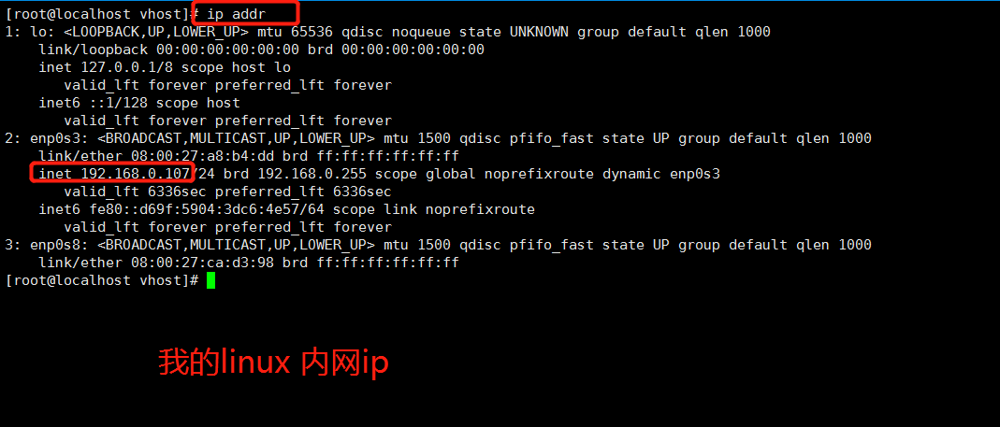 [root@localhost vhost]# ip addr
1: lo: <LOOPBACK,UP,LOWER_UP> mtu 65536 qdisc noqueue state UNKNOWN group default qlen 1000
link/loopback 00:00:00:00:00:00 brd 00:00:00:00:00:00
inet 127.0.0.1/8 scope host lo
valid_lft forever preferred_lft forever
inet6 ::1/128 scope host
valid_lft forever preferred_lft forever
2: enp0s3: <BROADCAST,MULTICAST,UP,LOWER_UP> mtu 1500 qdisc pfifo_fast state UP group default qlen 1000
link/ether 08:00:27:a8:b4:dd brd ff:ff:ff:ff:ff:ff
inet 192.168.0.107/24 brd 192.168.0.255 scope global noprefixroute dynamic enp0s3
valid_lft 6336sec preferred_lft 6336sec
inet6 fe80::d69f:5904:3dc6:4e57/64 scope link noprefixroute
valid_lft forever preferred_lft forever
3: enp0s8: <BROADCAST,MULTICAST,UP,LOWER_UP> mtu 1500 qdisc pfifo_fast state UP group default qlen 1000
link/ether 08:00:27:ca:d3:98 brd ff:ff:ff:ff:ff:ff
[root@localhost vhost]#
我的linux 内网ip